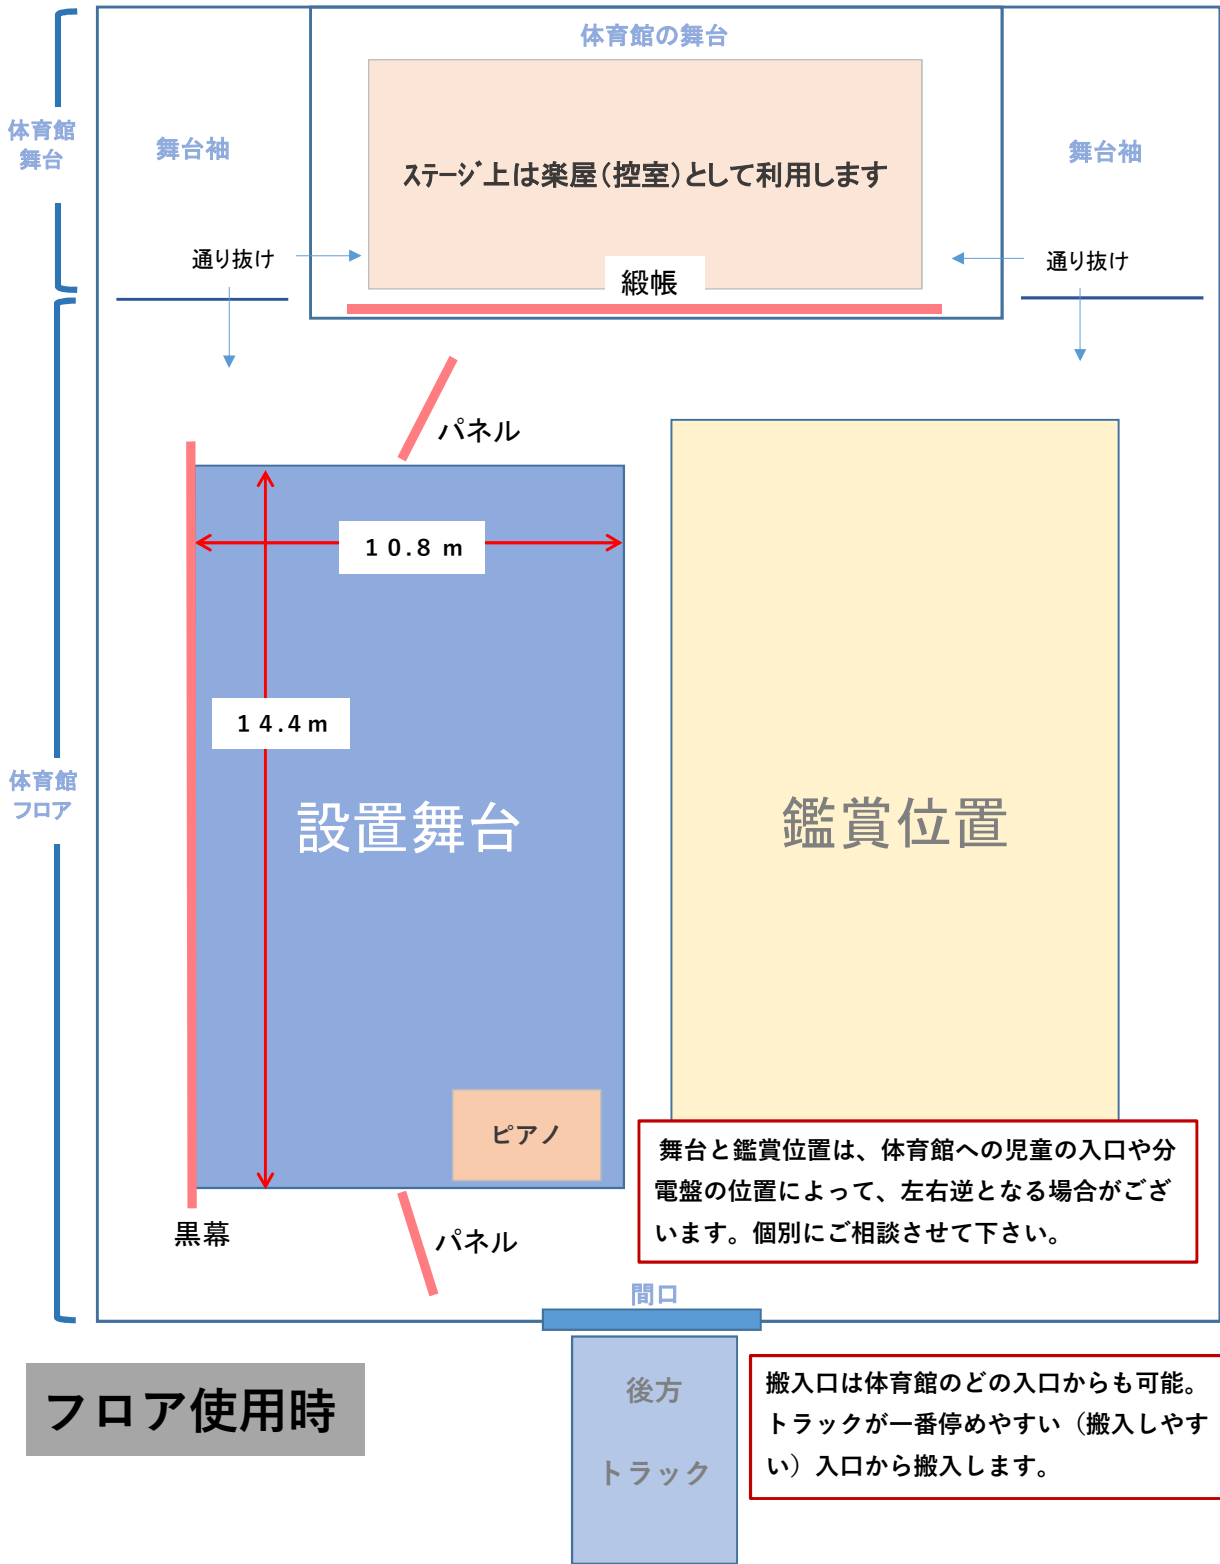 体育館の舞台
体育館
舞台
舞台袖
舞台袖
ステージ上は楽屋（控室）として利用します
通り抜け
通り抜け
緞帳
パネル
10.8ｍ
14.4ｍ
体育館
フロア
設置舞台
鑑賞位置
ピアノ
舞台と鑑賞位置は、体育館への児童の入口や分
電盤の位置によって、左右逆となる場合がござ
います。個別にご相談させて下さい。
黒幕
パネル
間口
フロア使用時
後方
トラック
搬入口は体育館のどの入口からも可能。
トラックが一番停めやすい（搬入しやす
い）入口から搬入します。